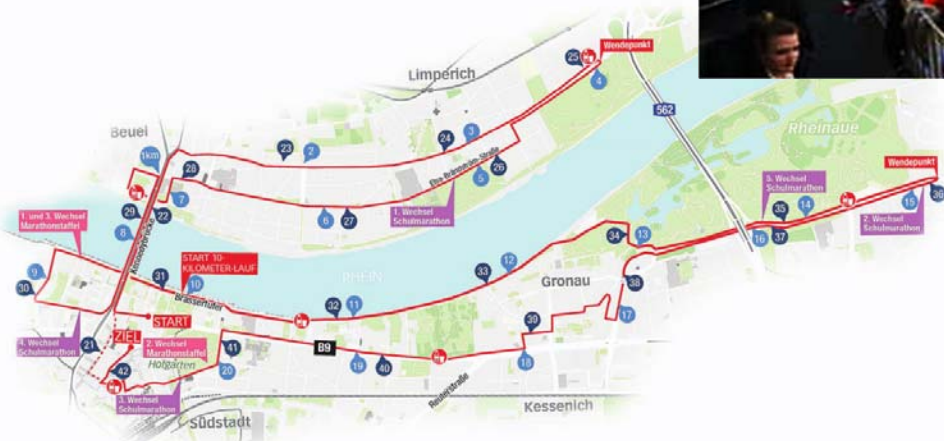 Wendepunkt
25
4
Limperich
562
Beuel
1km
23
2
24
3
Rheinaue
28
Else-Brändström-Straße
5
26
Wendepunkt
7
5. Wechsel
Schulmarathon
1. und 3. Wechsel
Marathonstaffel
29
22
6
27
1. Wechsel
Schulmarathon
35
14
15
36
8
Kennedybrücke
34
13
16
37
2. Wechsel
Schulmarathon
START 10-
KILOMETER-LAUF
RHEIN
12
9
31
10
33
Gronau
30
Brassertufer
32
11
38
START
39
17
4. Wechsel
Schulmarathon
21
ZIEL
2. Wechsel
Marathonstaffel
41
B9
Hofgarten
42
20
19
40
18
Reuterstraße
3. Wechsel
Schulmarathon
Kessenich
Südstadt